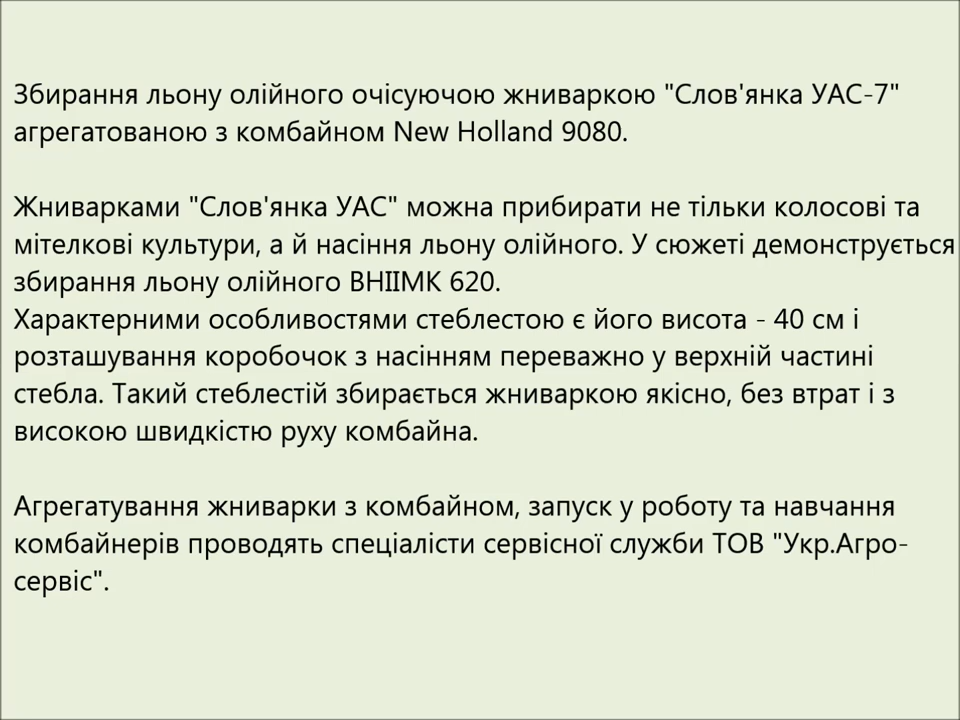 Збирання льону олійного очісуючою жниваркою "Слов'янка УАС-7"
агрегатованою з комбайном New Holland 9080.
Жниварками "Слов'янка УАС" можна прибирати не тільки колосові та
мітелкові культури, а й насіння льону олійного. У сюжеті демонструється
збирання льону олійного ВНІІМК 620.
Характерними особливостями стеблестою є його висота - 40 см і
розташування коробочок з насінням переважно у верхній частині
стебла. Такий стеблестій збирається жниваркою якісно, без втрат і з
високою швидкістю руху комбайна.
Агрегатування жниварки з комбайном, запуск у роботу та навчання
комбайнерів проводять спеціалісти сервісної служби ТОВ "Укр.Агро-
сервіс".